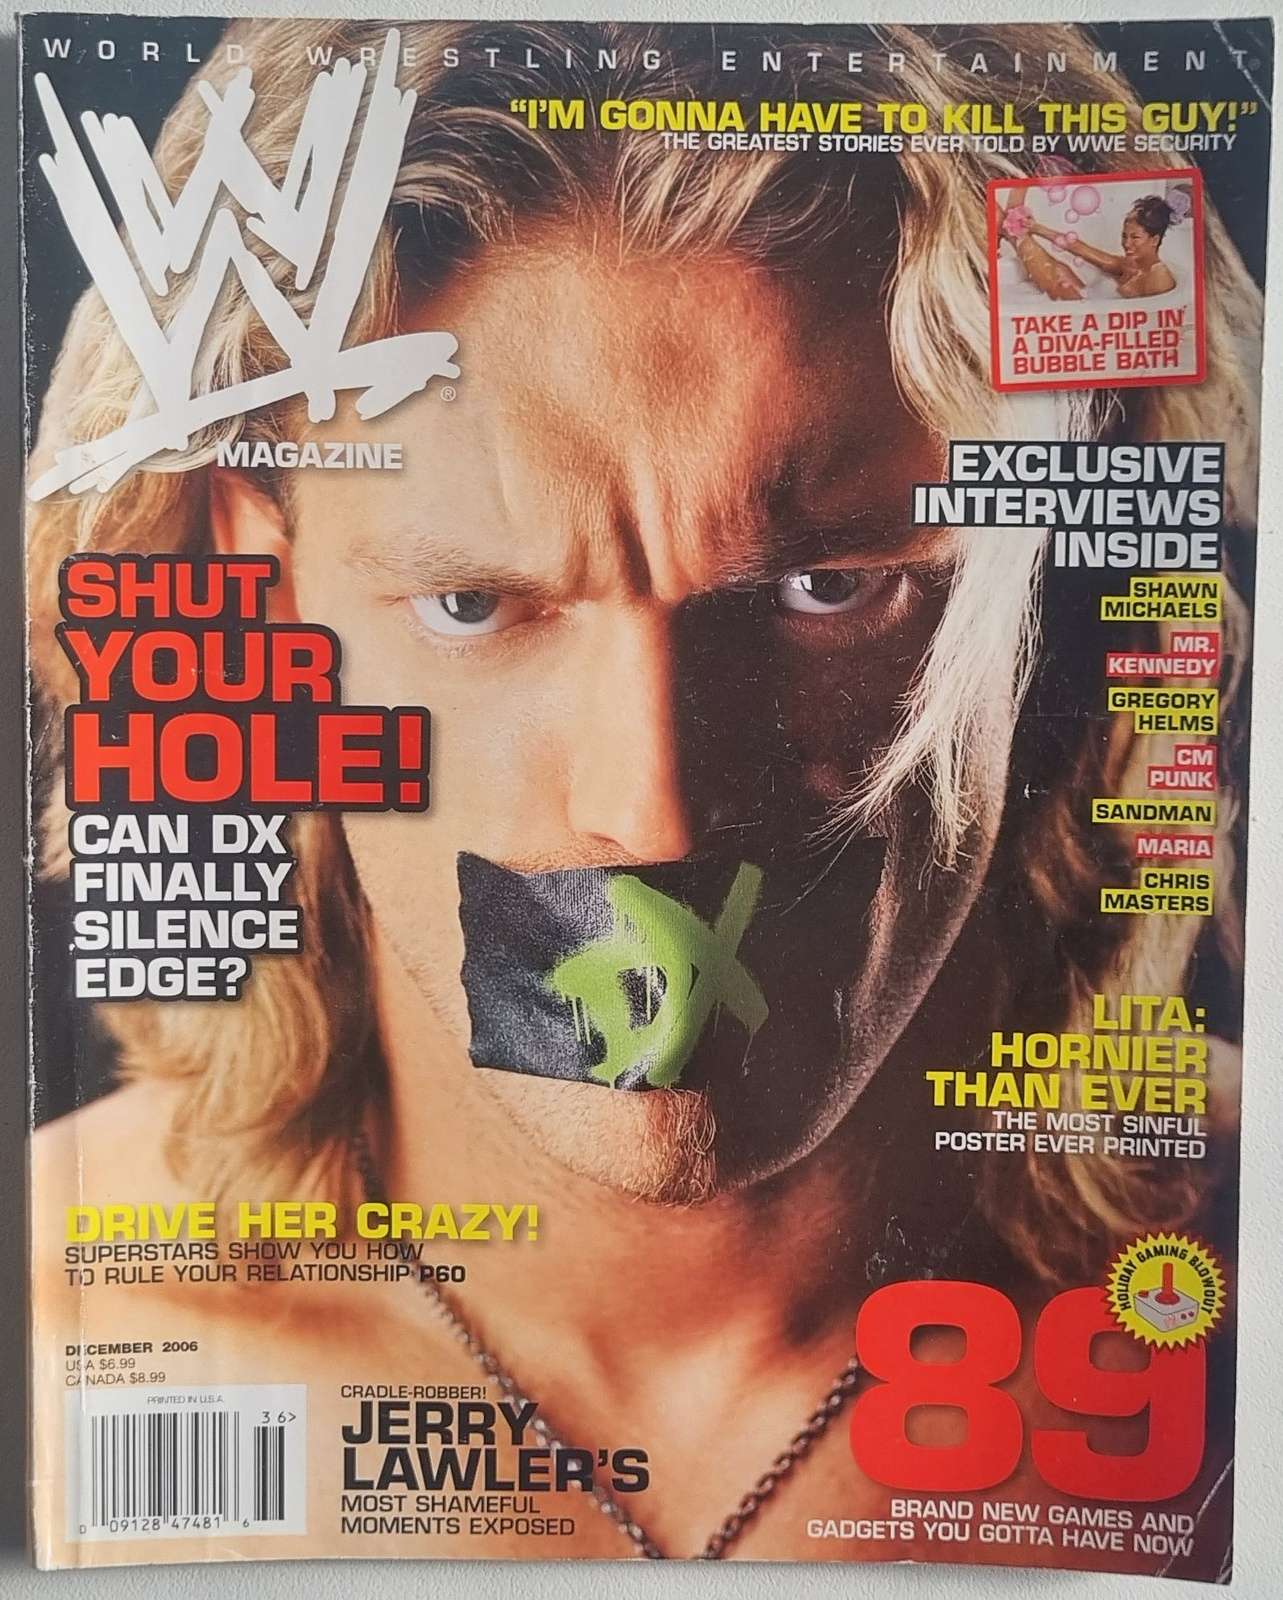 WORLD WRESTLING ENTERTAINMENT®
W
®
MAGAZINE
"I'M GONNA HAVE TO KILL THIS GUY!"
THE GREATEST STORIES EVER TOLD BY WWE SECURITY
TAKE A DIP IN
A DIVA-FILLED
BUBBLE BATH
EXCLUSIVE
INTERVIEWS
INSIDE
SHAWN
MICHAELS
MR.
KENNEDY
GREGORY
HELMS
CM
PUNK
SANDMAN
MARIA
CHRIS
MASTERS
SHUT
YOUR
HOLE!
CAN DX
FINALLY
SILENCE
EDGE?
DX
LITA:
HORNIER
THAN EVER
THE MOST SINFUL
POSTER EVER PRINTED
DRIVE HER CRAZY!
SUPERSTARS SHOW YOU HOW
TO RULE YOUR RELATIONSHIP P60
HOLIDAY GAMING BLOWOUT
89
BRAND NEW GAMES AND
GADGETS YOU GOTTA HAVE NOW
DECEMBER 2006
USA $6.99
CANADA $8.99
PRINTED IN U.S.A.
36>
0 09128 47481 6
CRADLE-ROBBER!
JERRY
LAWLER'S
MOST SHAMEFUL
MOMENTS EXPOSED